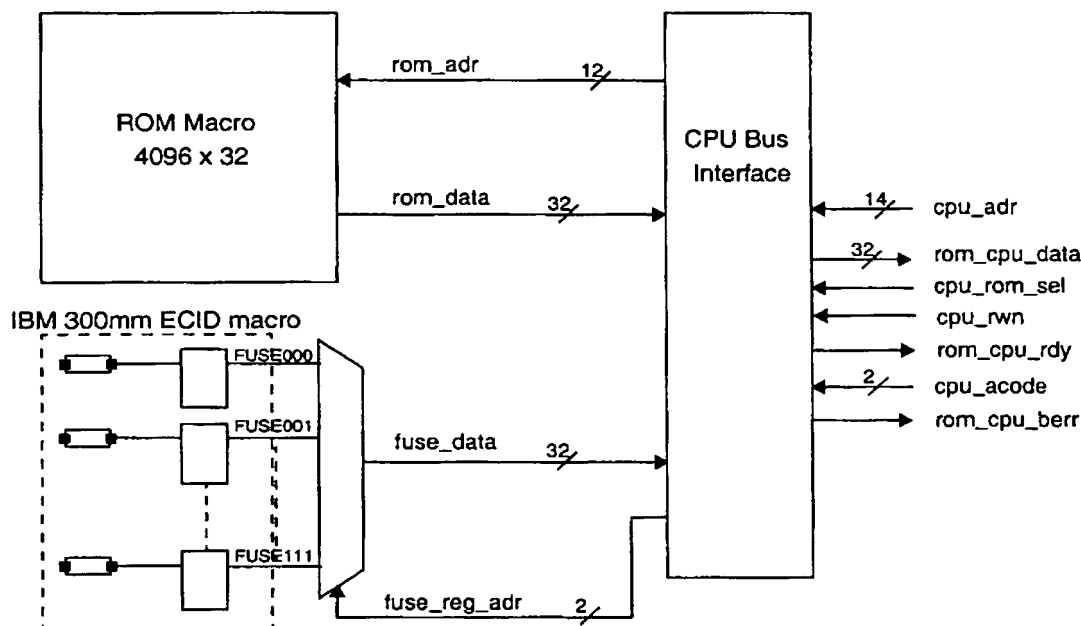 rom_adr
12
ROM Macro
4096 x 32
CPU Bus
Interface
rom_data
32
14
cpu_adr
32
rom_cpu_data
cpu_rom_sel
cpu_rwn
rom_cpu_rdy
2
cpu_acode
rom_cpu_berr
IBM 300mm ECID macro
FUSE000
FUSE001
fuse_data
32
FUSE111
fuse_reg_adr
2